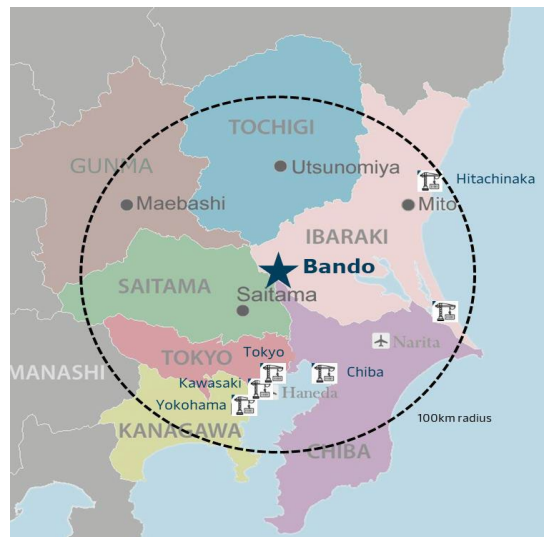 TOCHIGI
GUNMA
Utsunomiya
Hitachinaka
Maebashi
Mito
IBARAKI
Bando
SAITAMA
Saitama
Narita
TOKYO
Tokyo
MANASHI
Kawasaki
Chiba
Haneda
Yokohama
100km radius
KANAGAWA
CHIBA